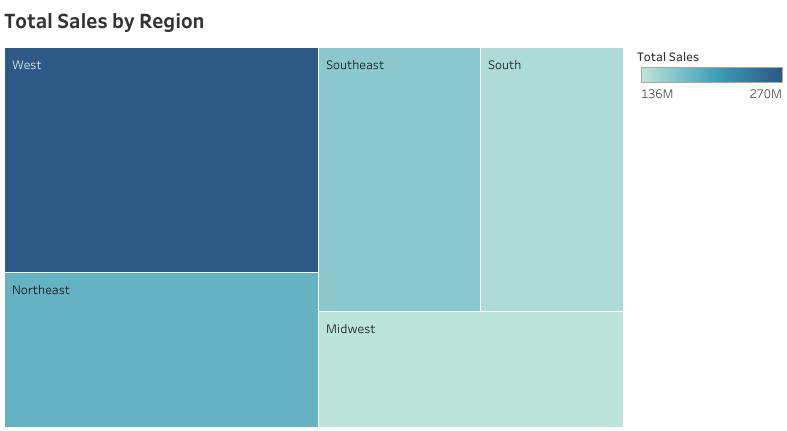 Total Sales by Region
West
Southeast
South
Northeast
Midwest
Total Sales
136M 270M